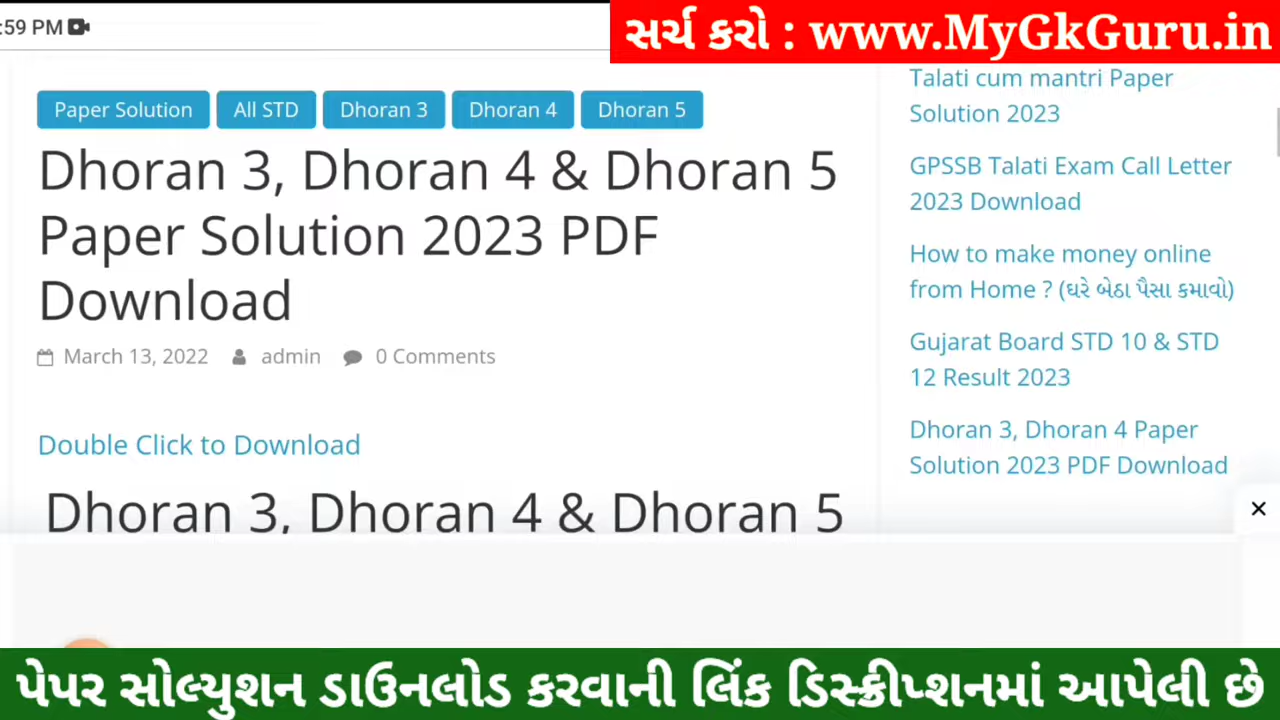 :59 PM
સર્ચ કરો : www.MyGkGuru.in
Paper Solution All STD Dhoran 3 Dhoran 4 Dhoran 5
Dhoran 3, Dhoran 4 & Dhoran 5
Paper Solution 2023 PDF
Download
March 13, 2022 admin 0 Comments
Double Click to Download
Dhoran 3, Dhoran 4 & Dhoran 5
Talati cum mantri Paper
Solution 2023
GPSSB Talati Exam Call Letter
2023 Download
How to make money online
from Home ? (ઘરે બેઠા પૈસા કમાવો)
Gujarat Board STD 10 & STD
12 Result 2023
Dhoran 3, Dhoran 4 Paper
Solution 2023 PDF Download
પેપર સોલ્યુશન ડાઉનલોડ કરવાની લિંક ડિસ્ક્રીપ્શનમાં આપેલી છે